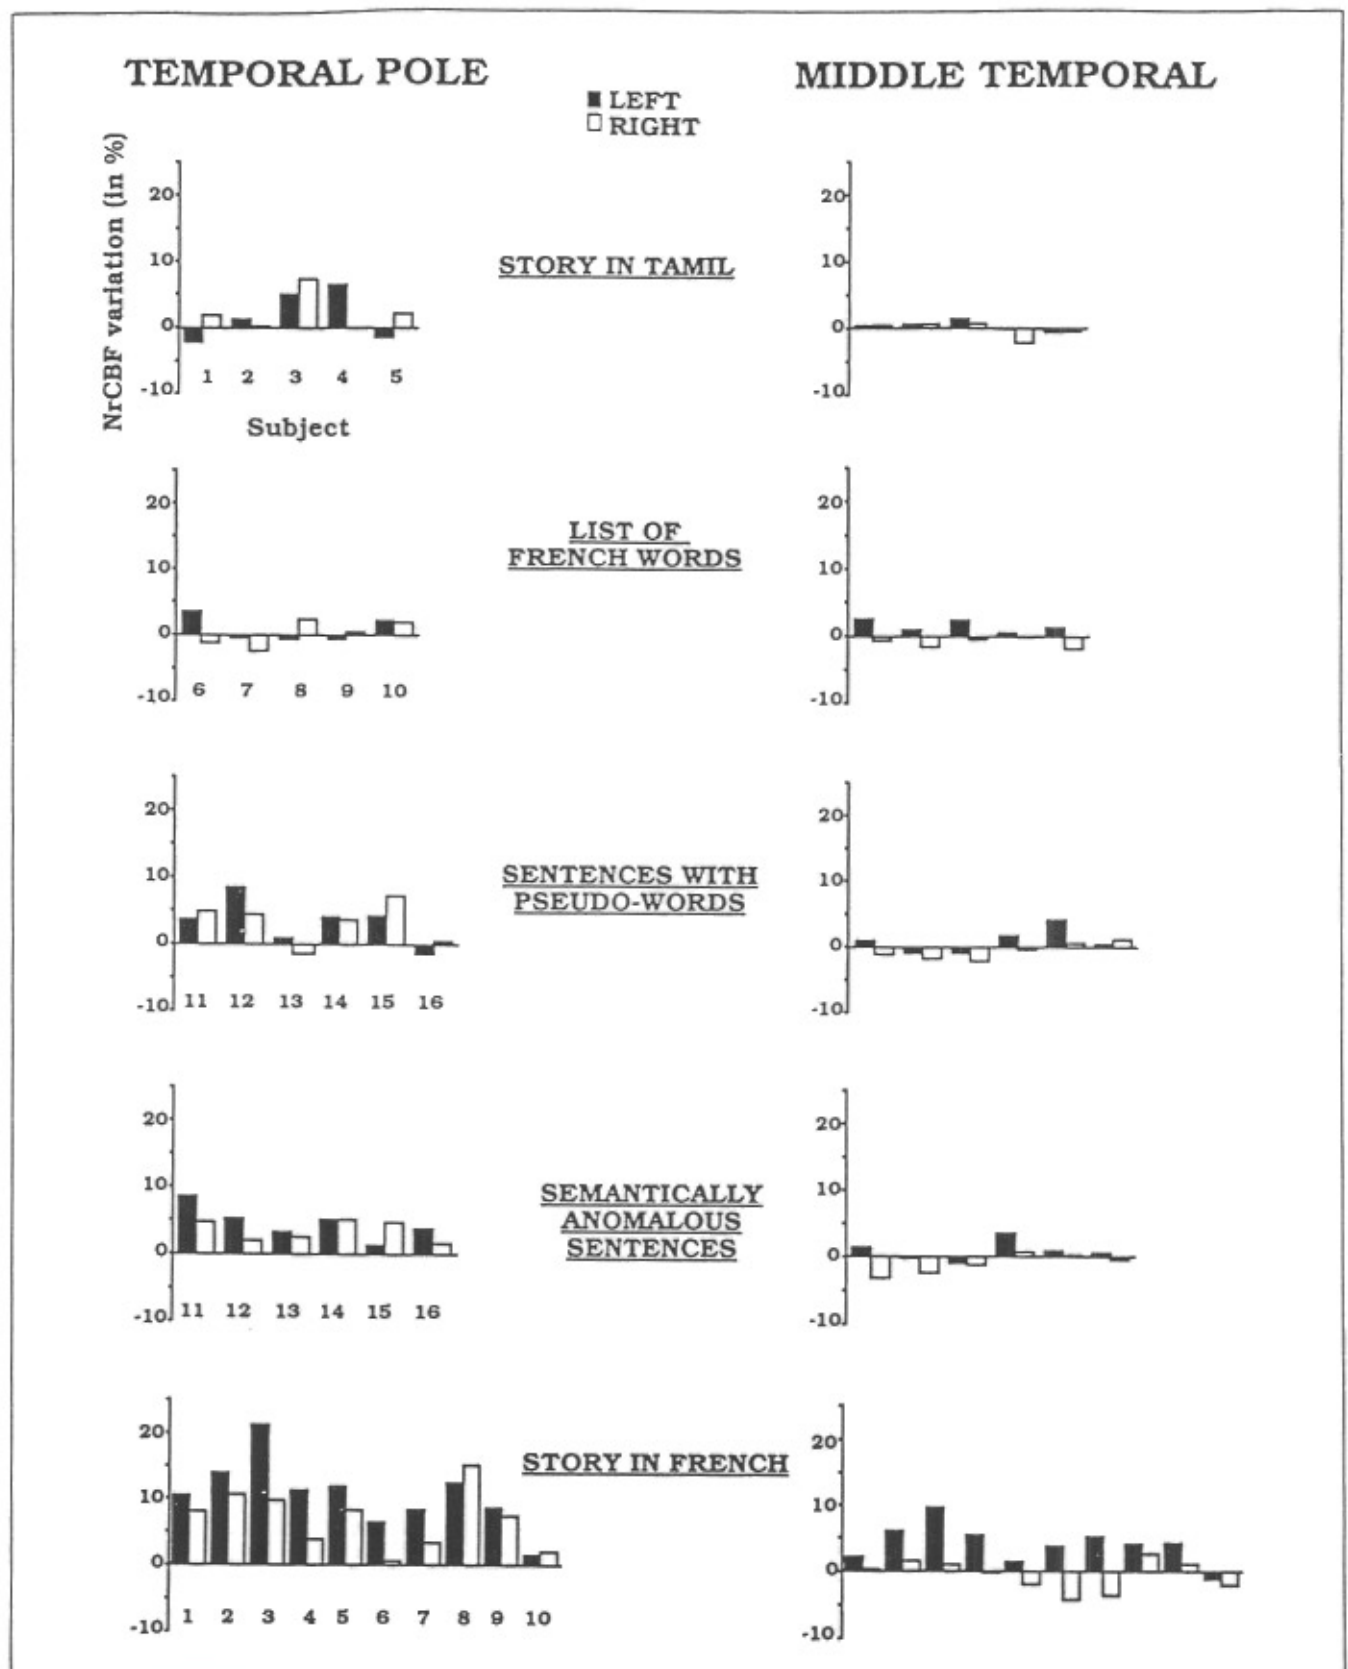 TEMPORAL POLE
MIDDLE TEMPORAL
LEFT
RIGHT
NrCBF variation (in %)
20
10
0
-10
1 2 3 4 5
Subject
STORY IN TAMIL
20
10
0
-10
20
10
0
-10
6 7 8 9 10
LIST OF
FRENCH WORDS
20
10
0
-10
20
10
0
-10
11 12 13 14 15 16
SENTENCES WITH
PSEUDO-WORDS
20
10
0
-10
20
10
0
-10
11 12 13 14 15 16
SEMANTICALLY
ANOMALOUS
SENTENCES
20
10
0
-10
20
10
0
-10
1 2 3 4 5 6 7 8 9 10
STORY IN FRENCH
20
10
0
-10